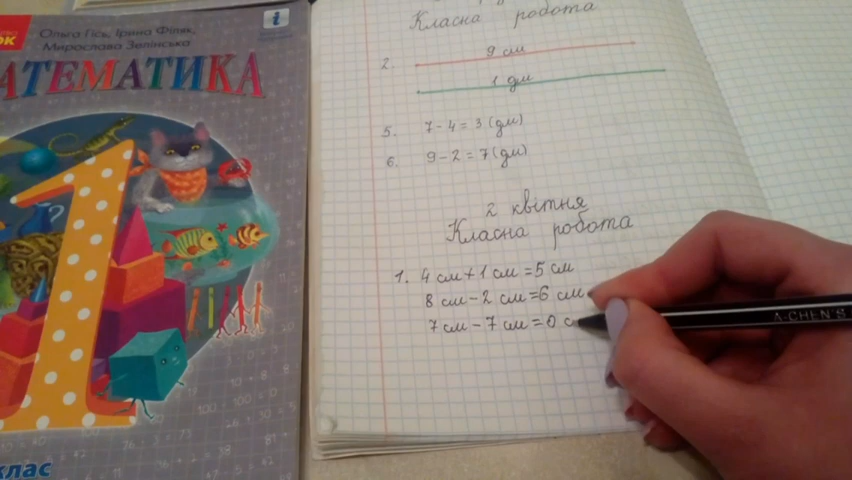 Ольга Гісь, Ірина Філяк,
Мирослава Зелінська
МАТЕМАТИКА
1
клас
Класна робота
2. 9 см
1 дм
5. 7-4=3 (дм)
6. 9-2=7 (дм)
2 квітня
Класна робота
1. 4 см+1 см=5 см
8 см-2 см=6 см
7 см-7 см=0 с
A-CHEN'S